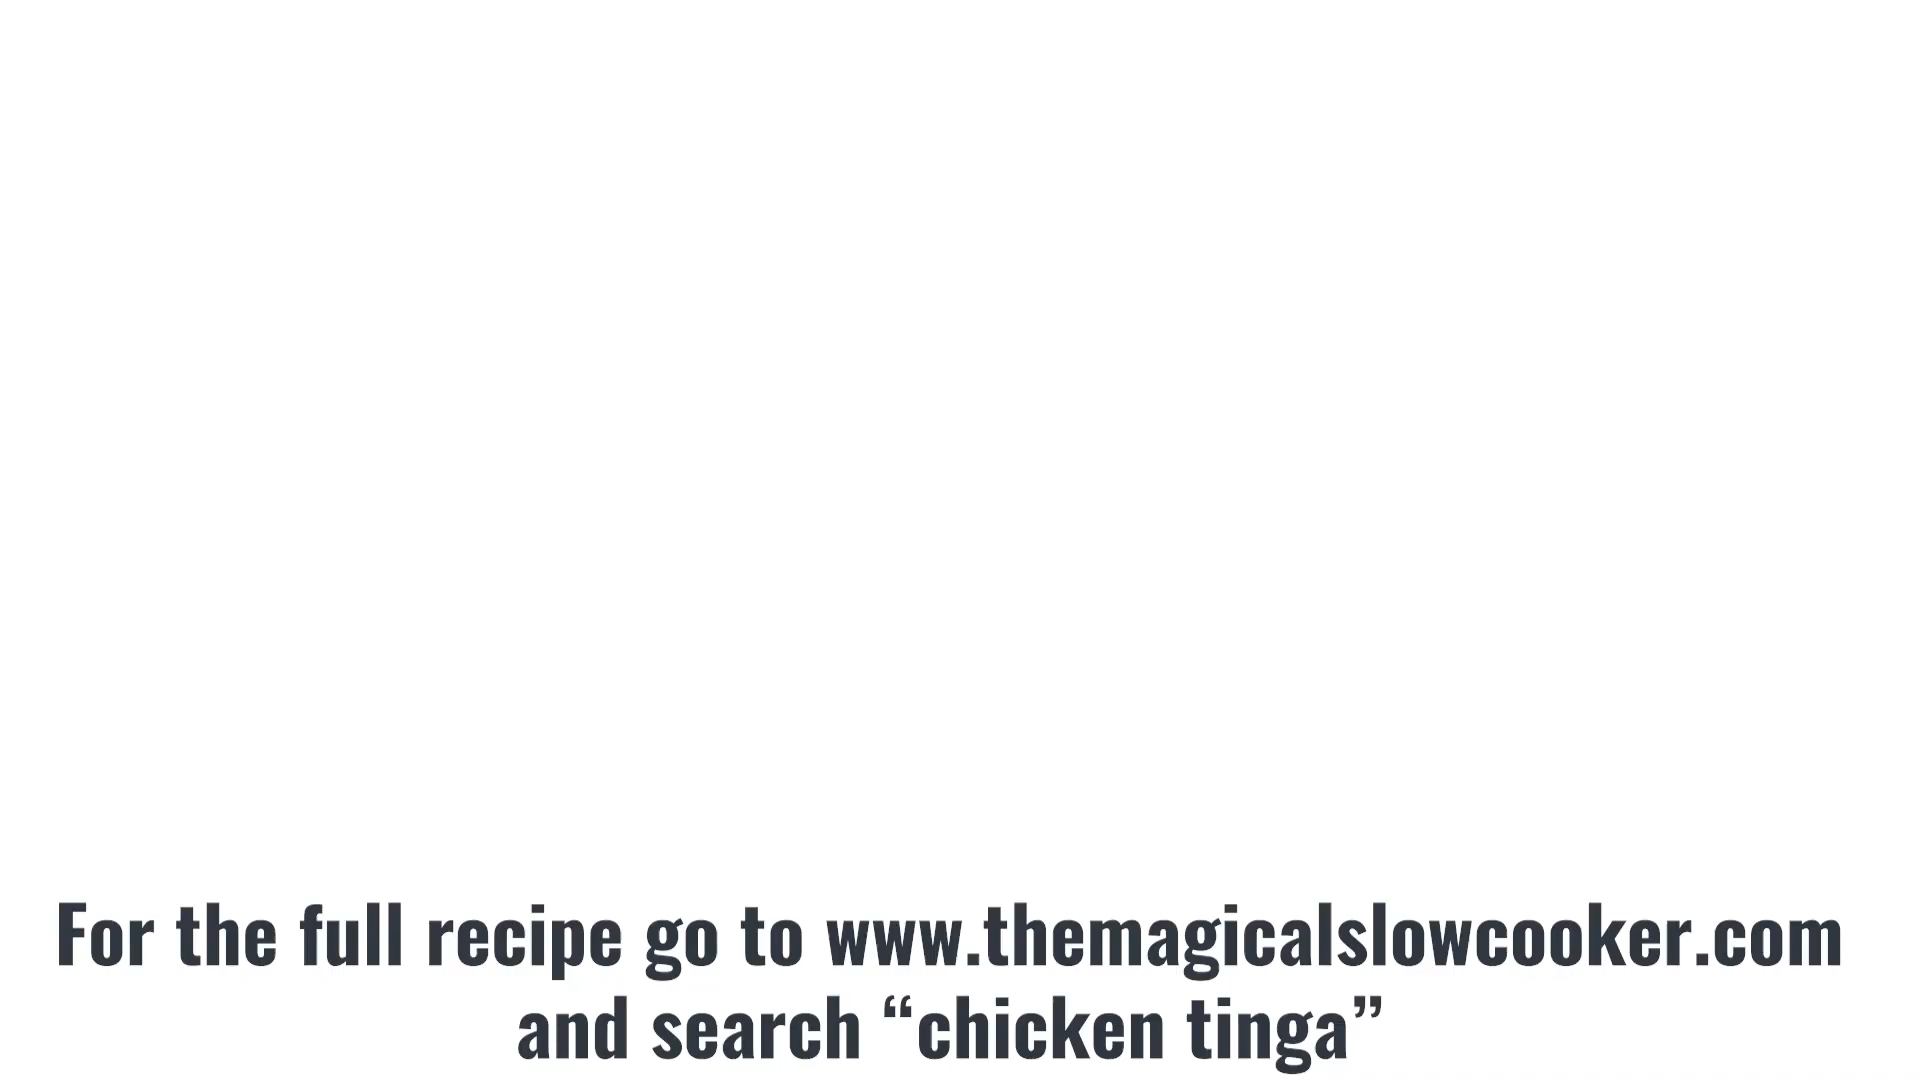 For the full recipe go to www.themagicalslowcooker.com
and search “chicken tinga”